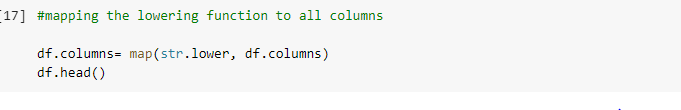 [17] #mapping the lowering function to all columns
df.columns= map(str.lower, df.columns)
df.head()